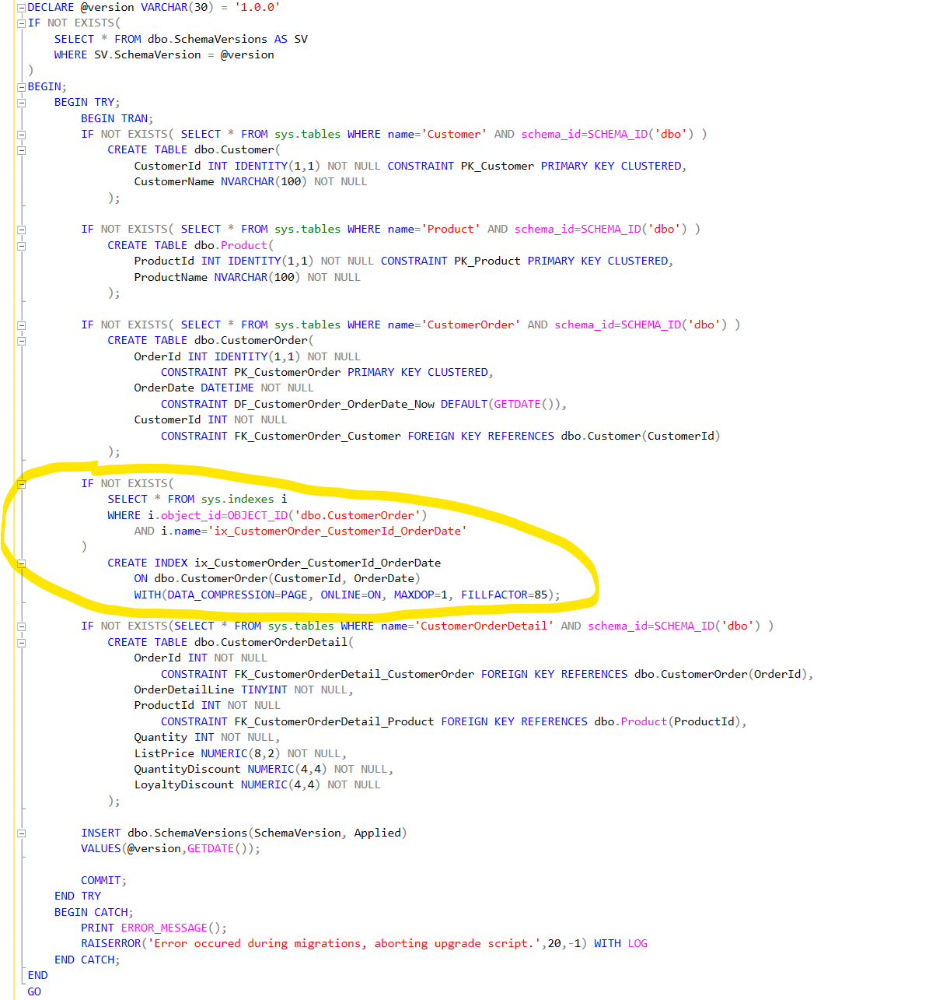 DECLARE @version VARCHAR(30) = '1.0.0'
IF NOT EXISTS(
SELECT * FROM dbo.SchemaVersions AS SV
WHERE SV.SchemaVersion = @version
)
BEGIN;
BEGIN TRY;
BEGIN TRAN;
IF NOT EXISTS( SELECT * FROM sys.tables WHERE name='Customer' AND schema_id=SCHEMA_ID('dbo') )
CREATE TABLE dbo.Customer(
CustomerId INT IDENTITY(1,1) NOT NULL CONSTRAINT PK_Customer PRIMARY KEY CLUSTERED,
CustomerName NVARCHAR(100) NOT NULL
);
IF NOT EXISTS( SELECT * FROM sys.tables WHERE name='Product' AND schema_id=SCHEMA_ID('dbo') )
CREATE TABLE dbo.Product(
ProductId INT IDENTITY(1,1) NOT NULL CONSTRAINT PK_Product PRIMARY KEY CLUSTERED,
ProductName NVARCHAR(100) NOT NULL
);
IF NOT EXISTS( SELECT * FROM sys.tables WHERE name='CustomerOrder' AND schema_id=SCHEMA_ID('dbo') )
CREATE TABLE dbo.CustomerOrder(
OrderId INT IDENTITY(1,1) NOT NULL
CONSTRAINT PK_CustomerOrder PRIMARY KEY CLUSTERED,
OrderDate DATETIME NOT NULL
CONSTRAINT DF_CustomerOrder_OrderDate_Now DEFAULT(GETDATE()),
CustomerId INT NOT NULL
CONSTRAINT FK_CustomerOrder_Customer FOREIGN KEY REFERENCES dbo.Customer(CustomerId)
);
IF NOT EXISTS(
SELECT * FROM sys.indexes i
WHERE i.object_id=OBJECT_ID('dbo.CustomerOrder')
AND i.name='ix_CustomerOrder_CustomerId_OrderDate'
)
CREATE INDEX ix_CustomerOrder_CustomerId_OrderDate
ON dbo.CustomerOrder(CustomerId, OrderDate)
WITH(DATA_COMPRESSION=PAGE, ONLINE=ON, MAXDOP=1, FILLFACTOR=85);
IF NOT EXISTS(SELECT * FROM sys.tables WHERE name='CustomerOrderDetail' AND schema_id=SCHEMA_ID('dbo') )
CREATE TABLE dbo.CustomerOrderDetail(
OrderId INT NOT NULL
CONSTRAINT FK_CustomerOrderDetail_CustomerOrder FOREIGN KEY REFERENCES dbo.CustomerOrder(OrderId),
OrderDetailLine TINYINT NOT NULL,
ProductId INT NOT NULL
CONSTRAINT FK_CustomerOrderDetail_Product FOREIGN KEY REFERENCES dbo.Product(ProductId),
Quantity INT NOT NULL,
ListPrice NUMERIC(8,2) NOT NULL,
QuantityDiscount NUMERIC(4,4) NOT NULL,
LoyaltyDiscount NUMERIC(4,4) NOT NULL
);
INSERT dbo.SchemaVersions(SchemaVersion, Applied)
VALUES(@version,GETDATE());
COMMIT;
END TRY
BEGIN CATCH;
PRINT ERROR_MESSAGE();
RAISERROR('Error occured during migrations, aborting upgrade script.',20,-1) WITH LOG
END CATCH;
END
GO